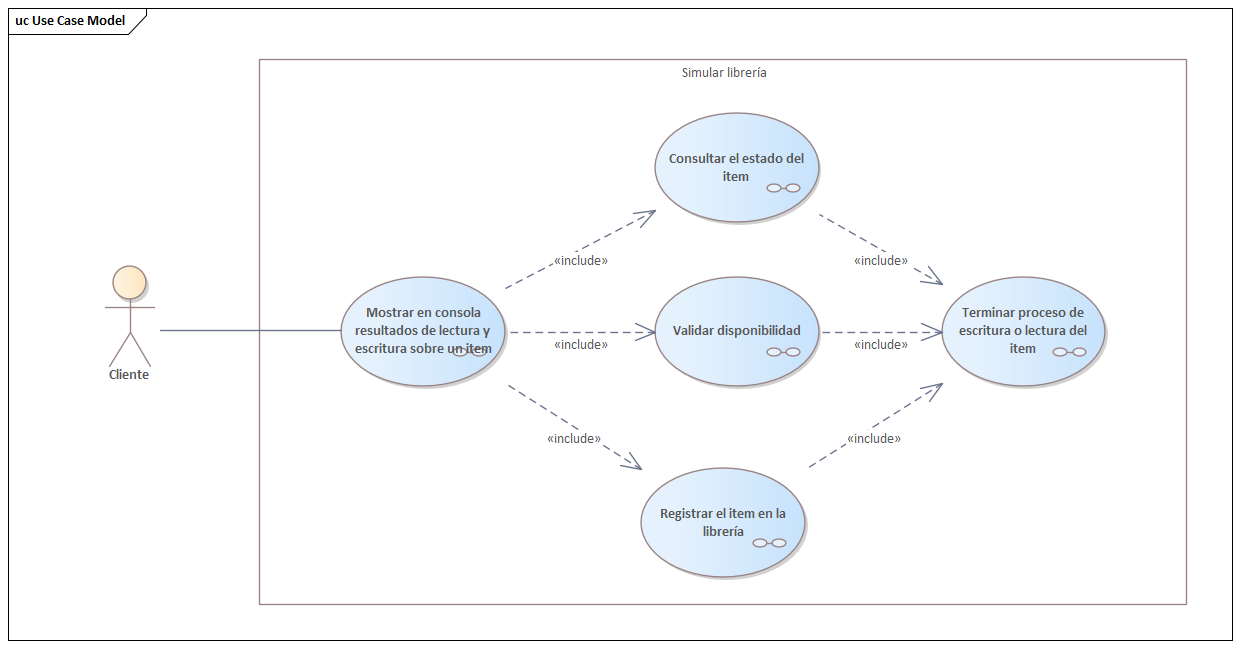 uc Use Case Model
Simular librería
Consultar el estado del
item
«include»
«include»
Cliente
Mostrar en consola
resultados de lectura y
escritura sobre un item
«include»
Validar disponibilidad
«include»
Terminar proceso de
escritura o lectura del
item
«include»
«include»
Registrar el item en la
librería